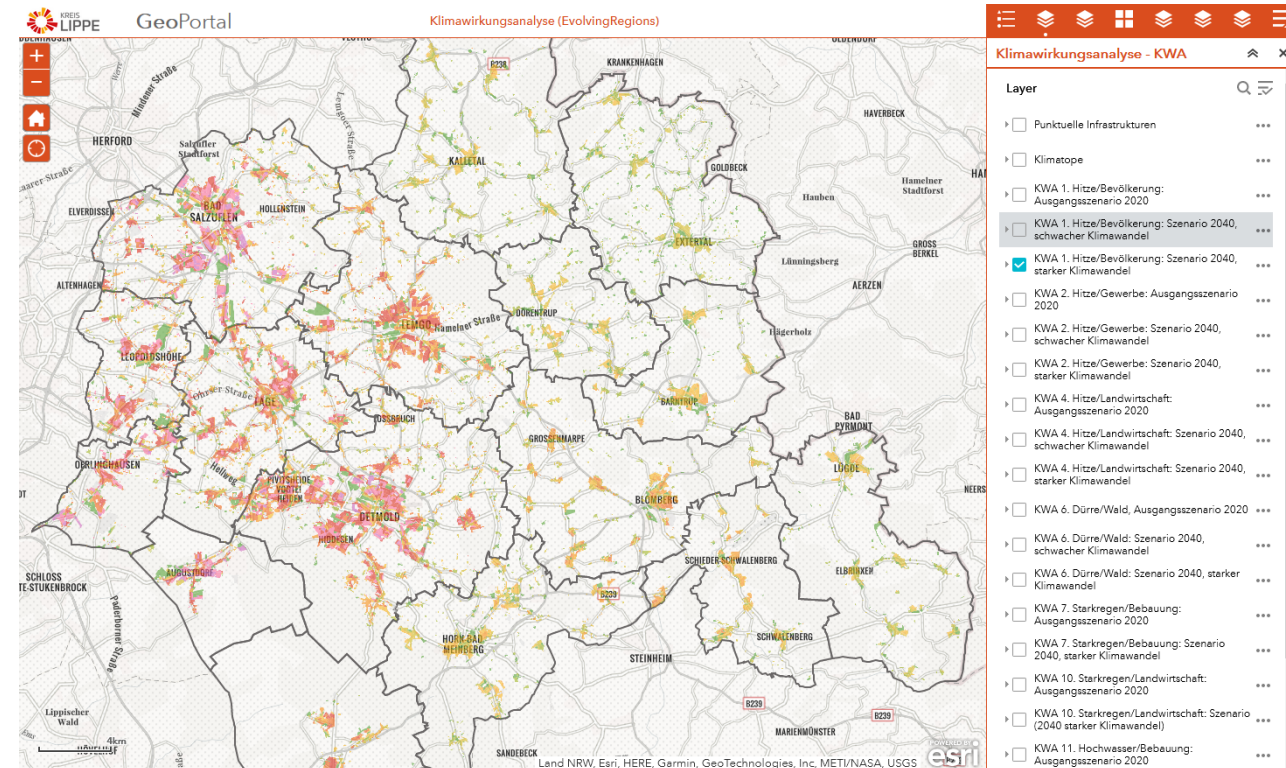 KREIS
LIPPE
GeoPortal
Klimawirkungsanalyse (EvolvingRegions)
Klimawirkungsanalyse - KWA
Layer
Punktuelle Infrastrukturen
Klimatope
KWA 1. Hitze/Bevölkerung:
Ausgangsszenario 2020
KWA 1. Hitze/Bevölkerung: Szenario 2040,
schwacher Klimawandel
KWA 1. Hitze/Bevölkerung: Szenario 2040,
starker Klimawandel
KWA 2. Hitze/Gewerbe: Ausgangsszenario
2020
KWA 2. Hitze/Gewerbe: Szenario 2040,
schwacher Klimawandel
KWA 2. Hitze/Gewerbe: Szenario 2040,
starker Klimawandel
KWA 4. Hitze/Landwirtschaft:
Ausgangsszenario 2020
KWA 4. Hitze/Landwirtschaft: Szenario 2040,
schwacher Klimawandel
KWA 4. Hitze/Landwirtschaft: Szenario 2040,
starker Klimawandel
KWA 6. Dürre/Wald, Ausgangsszenario 2020
KWA 6. Dürre/Wald: Szenario 2040,
schwacher Klimawandel
KWA 6. Dürre/Wald: Szenario 2040, starker
Klimawandel
KWA 7. Starkregen/Bebauung:
Ausgangsszenario 2020
KWA 7. Starkregen/Bebauung: Szenario
2040, starker Klimawandel
KWA 10. Starkregen/Landwirtschaft:
Ausgangsszenario 2020
KWA 10. Starkregen/Landwirtschaft: Szenario
(2040 starker Klimawandel)
KWA 11. Hochwasser/Bebauung:
Ausgangsszenario 2020
B238
KRANKENHAGEN
Mindener Straße
Lemgoer Straße
HAVERBECK
HERFORD
Salzufler
Stadtforst
KALLETAL
GOLDBECK
Hamelner
Stadtforst
Hauben
ELVERDISSEN
BAD
SALZUFLEN
HOLLENSTEIN
EXTERTAL
GROSS
BERKEL
Lünningsberg
ALTENHAGEN
AERZEN
LEMGO
Hamelner Straße
DÖRENTRUP
Hägerholz
LEOPOLDSHÖHE
Ohrser Straße
LAGE
BARNTRUP
BAD
PYRMONT
GROSSENMARPE
OERLINGHAUSEN
Hellweg
PIVITSHEIDE
LÜGDE
BLOMBERG
DETMOLD
HIDDESEN
SCHIEDER-SCHWALENBERG
ELBRINXEN
AUGUSTDORF
SCHLOSS
B239
Paderborner Straße
HORN-BAD
MEINBERG
SCHWALENBERG
STEINHEIM
B239
B239
Lippischer
Wald
MARIENMÜNSTER
4km
HÖVELHOF
SANDEBECK
POWERED BY
esri
Land NRW, Esri, HERE, Garmin, GeoTechnologies, Inc, METI/NASA, USGS